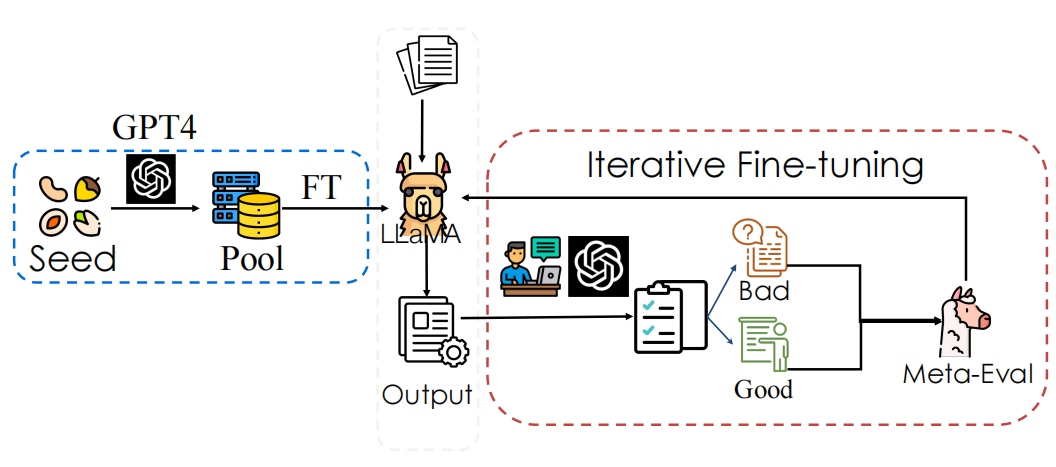 GPT4
Seed
Pool
FT
LLaMA
Output
Iterative Fine-tuning
Bad
Good
Meta-Eval